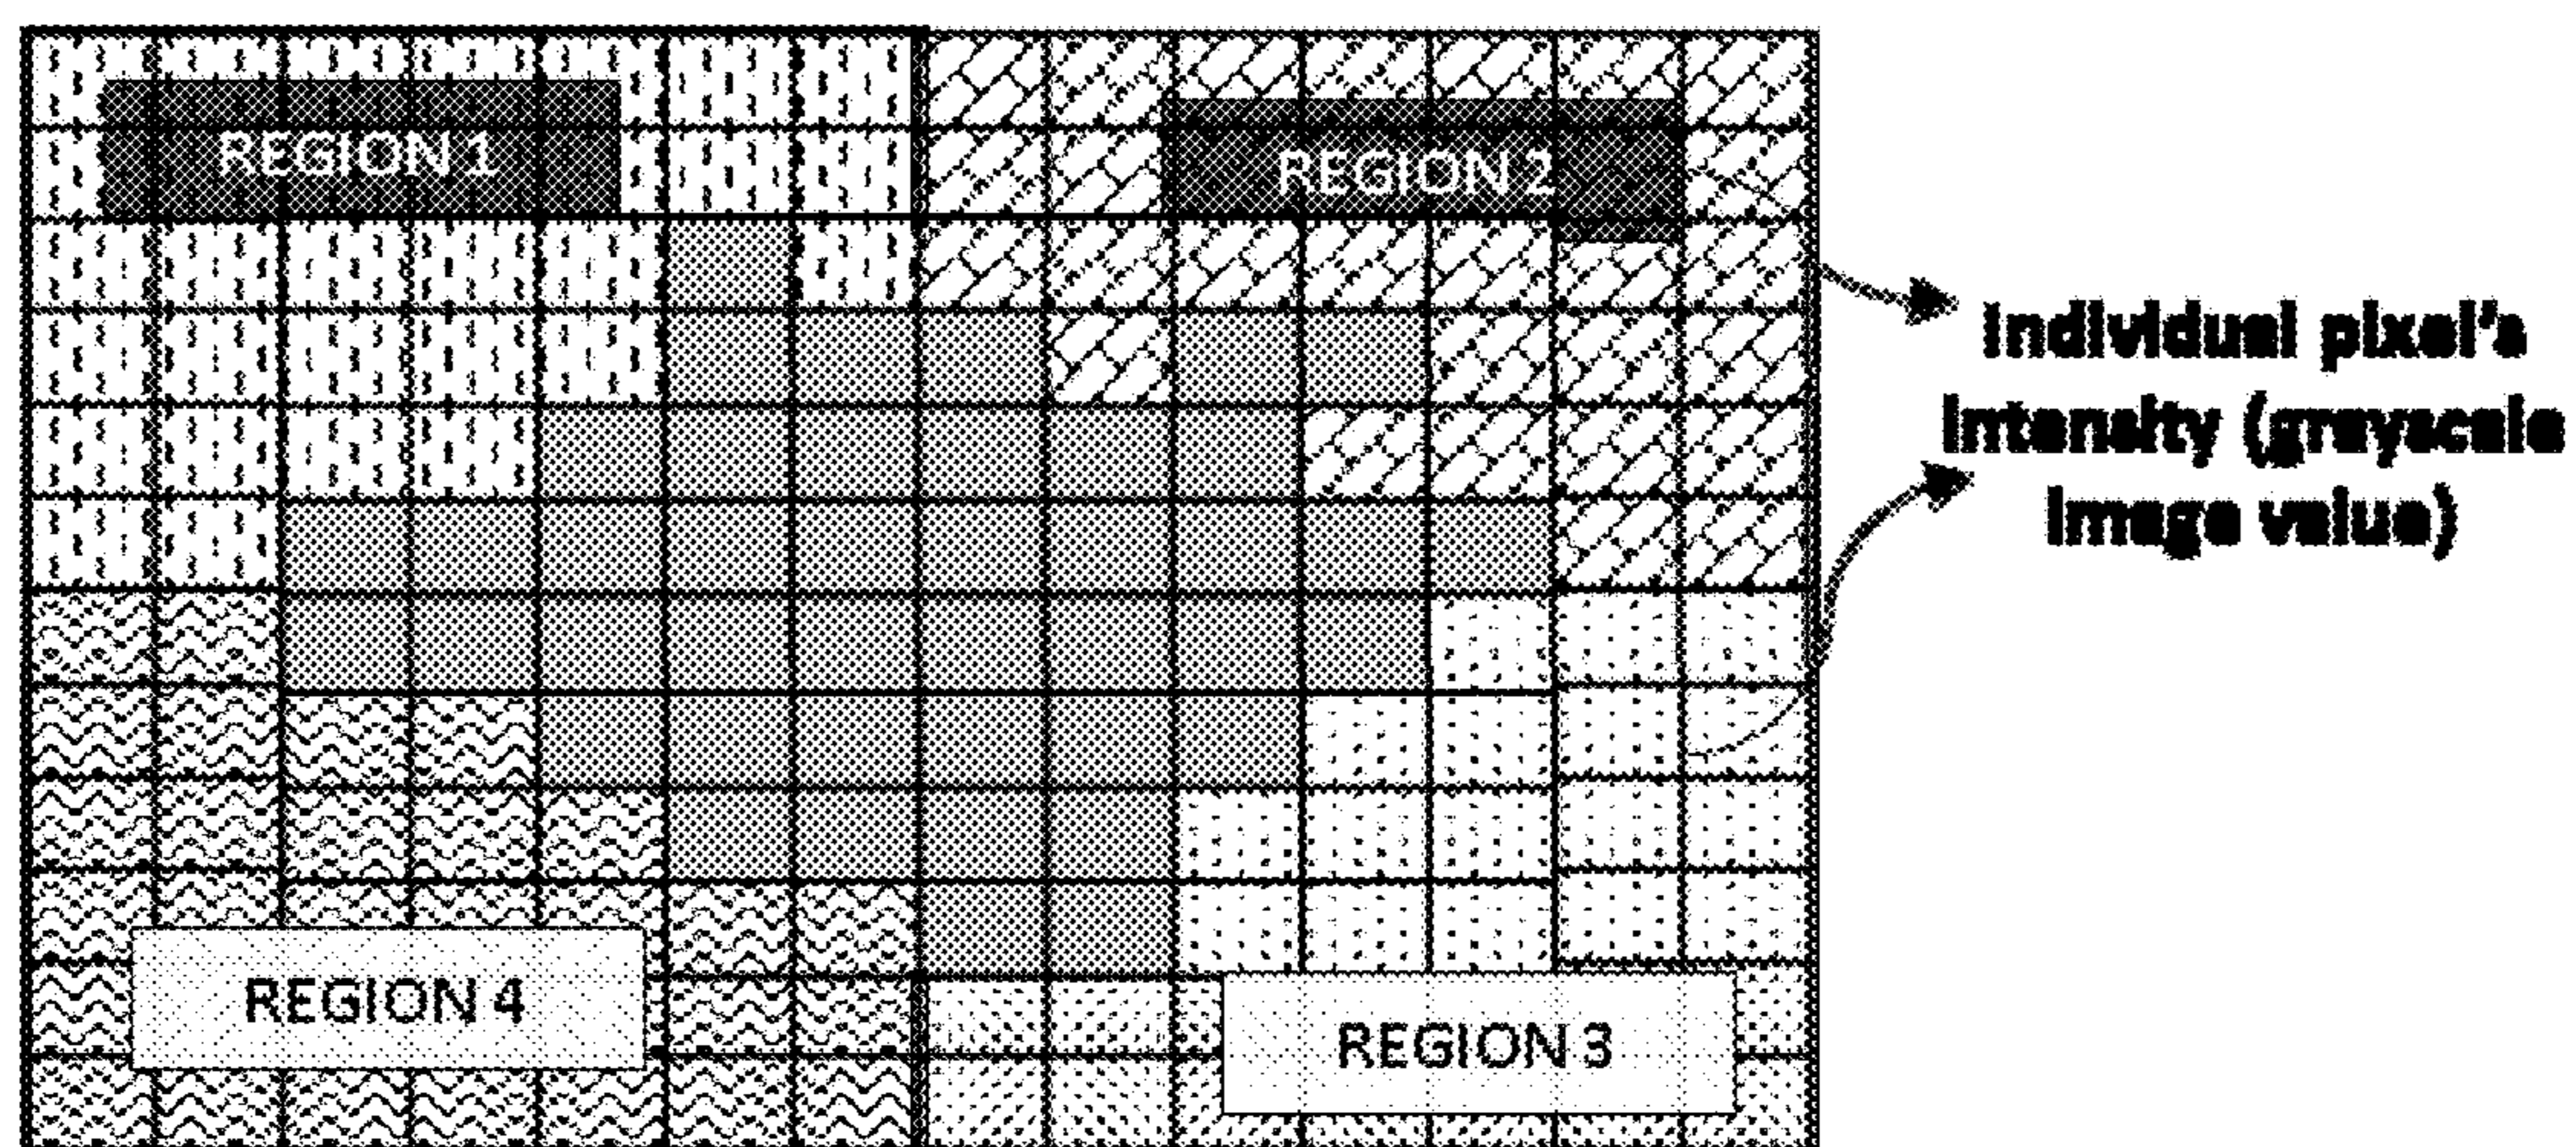 REGION 1
REGION 2
Individual pixel's
intensity (grayscale
image value)
REGION 4
REGION 3